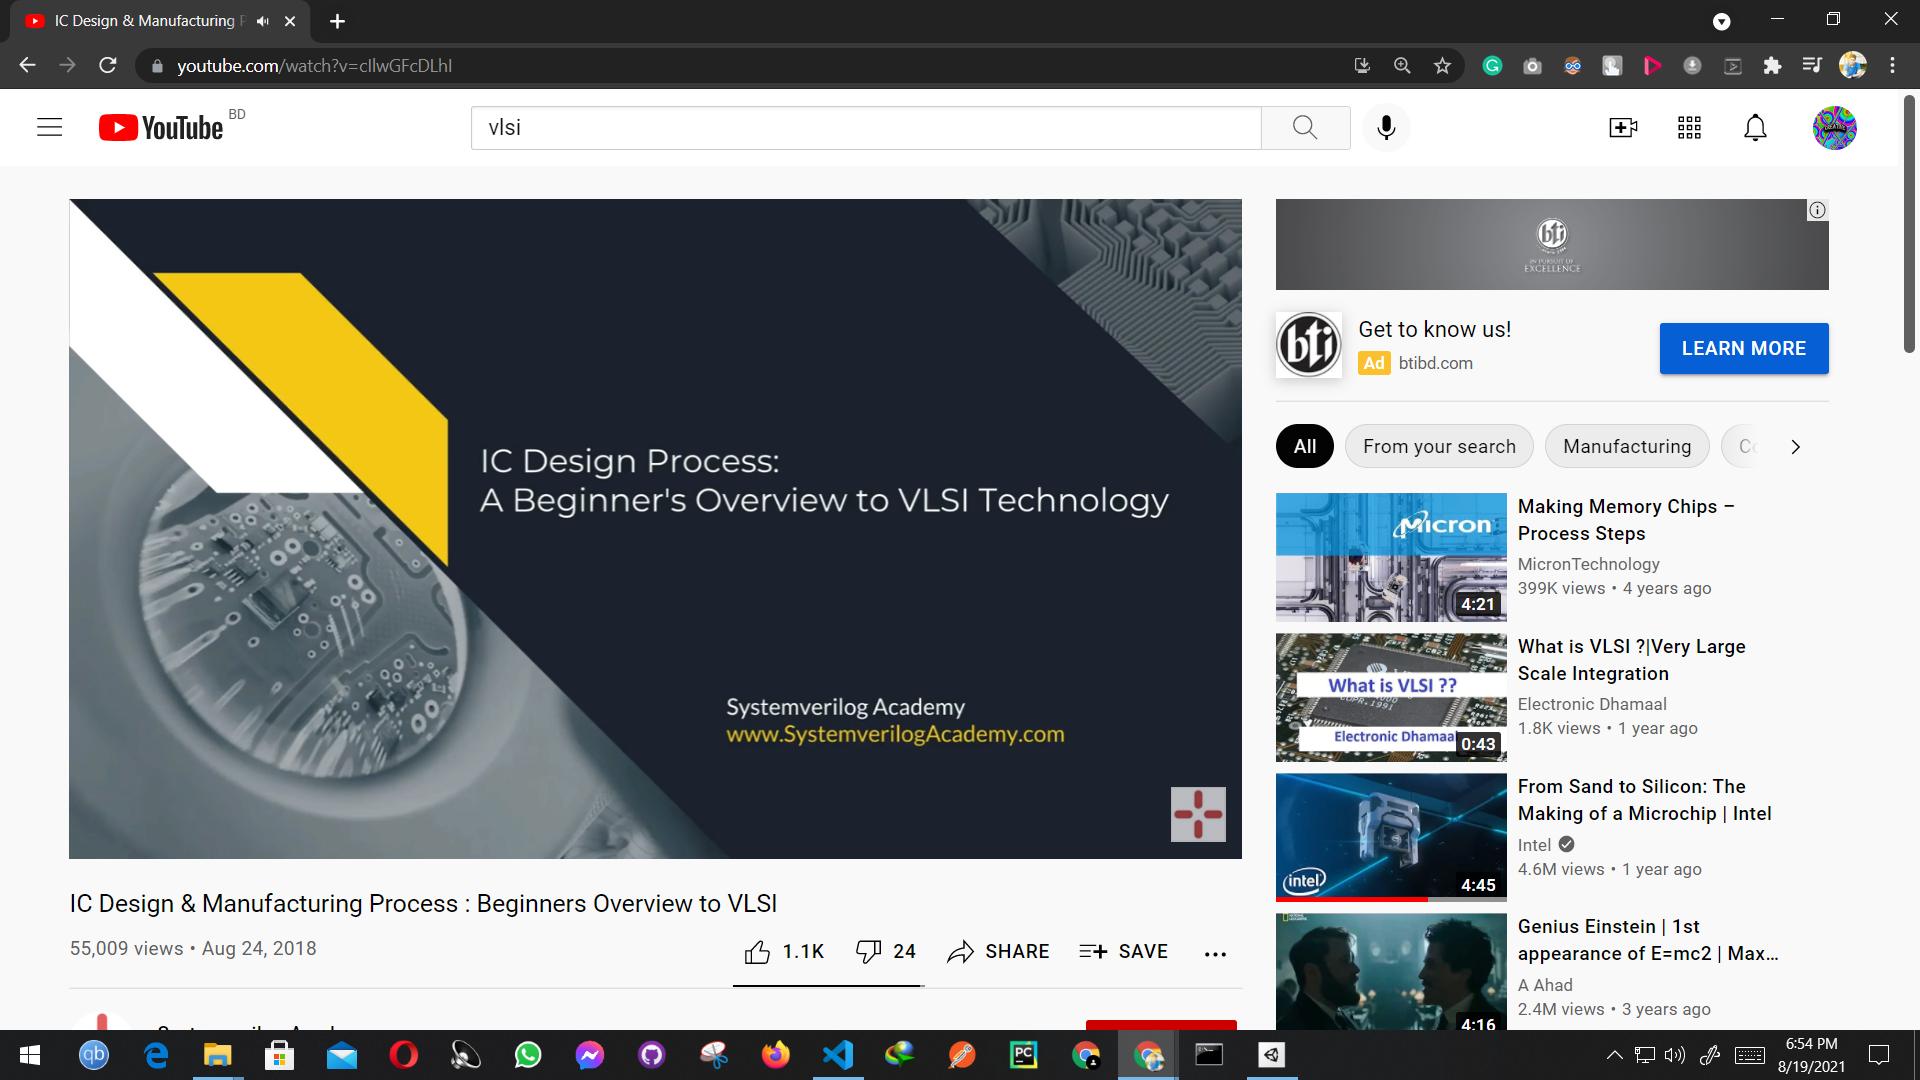 IC Design & Manufacturing P
youtube.com/watch?v=cIlwGFcDLhI
YouTube BD
vlsi
IC Design Process:
A Beginner's Overview to VLSI Technology
Systemverilog Academy
www.SystemverilogAcademy.com
IC Design & Manufacturing Process : Beginners Overview to VLSI
55,009 views • Aug 24, 2018
1.1K 24 SHARE SAVE
bti
IN PURSUIT OF
EXCELLENCE
bti
Get to know us!
Ad btibd.com
LEARN MORE
All From your search Manufacturing
Micron
4:21
Making Memory Chips –
Process Steps
MicronTechnology
399K views • 4 years ago
What is VLSI ??
Electronic Dhamaal
0:43
What is VLSI ?|Very Large
Scale Integration
Electronic Dhamaal
1.8K views • 1 year ago
intel
4:45
From Sand to Silicon: The
Making of a Microchip | Intel
Intel
4.6M views • 1 year ago
4:16
Genius Einstein | 1st
appearance of E=mc2 | Max...
A Ahad
2.4M views • 3 years ago
qb
PC
6:54 PM
8/19/2021